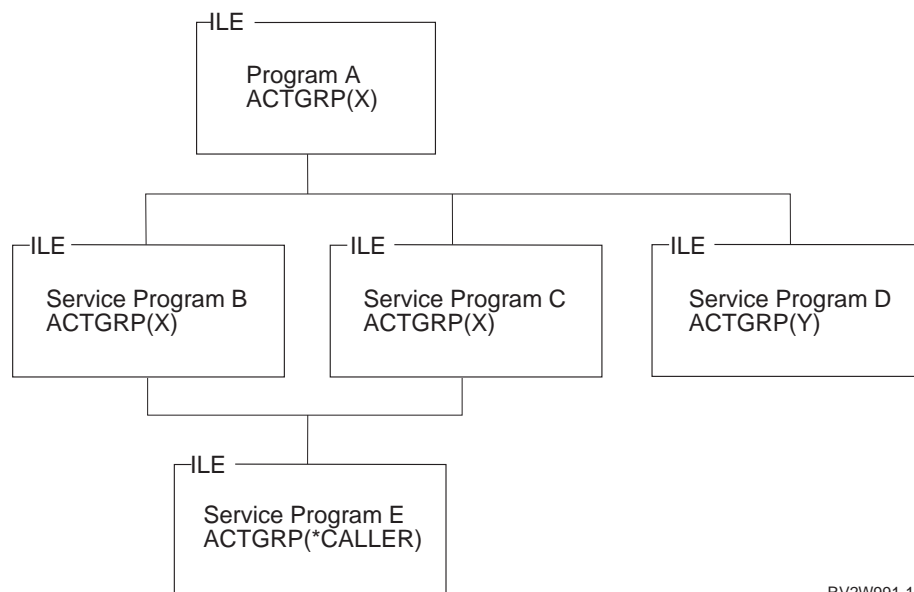 ILE
Program A
ACTGRP(X)
ILE
Service Program B
ACTGRP(X)
ILE
Service Program C
ACTGRP(X)
ILE
Service Program D
ACTGRP(Y)
ILE
Service Program E
ACTGRP(*CALLER)